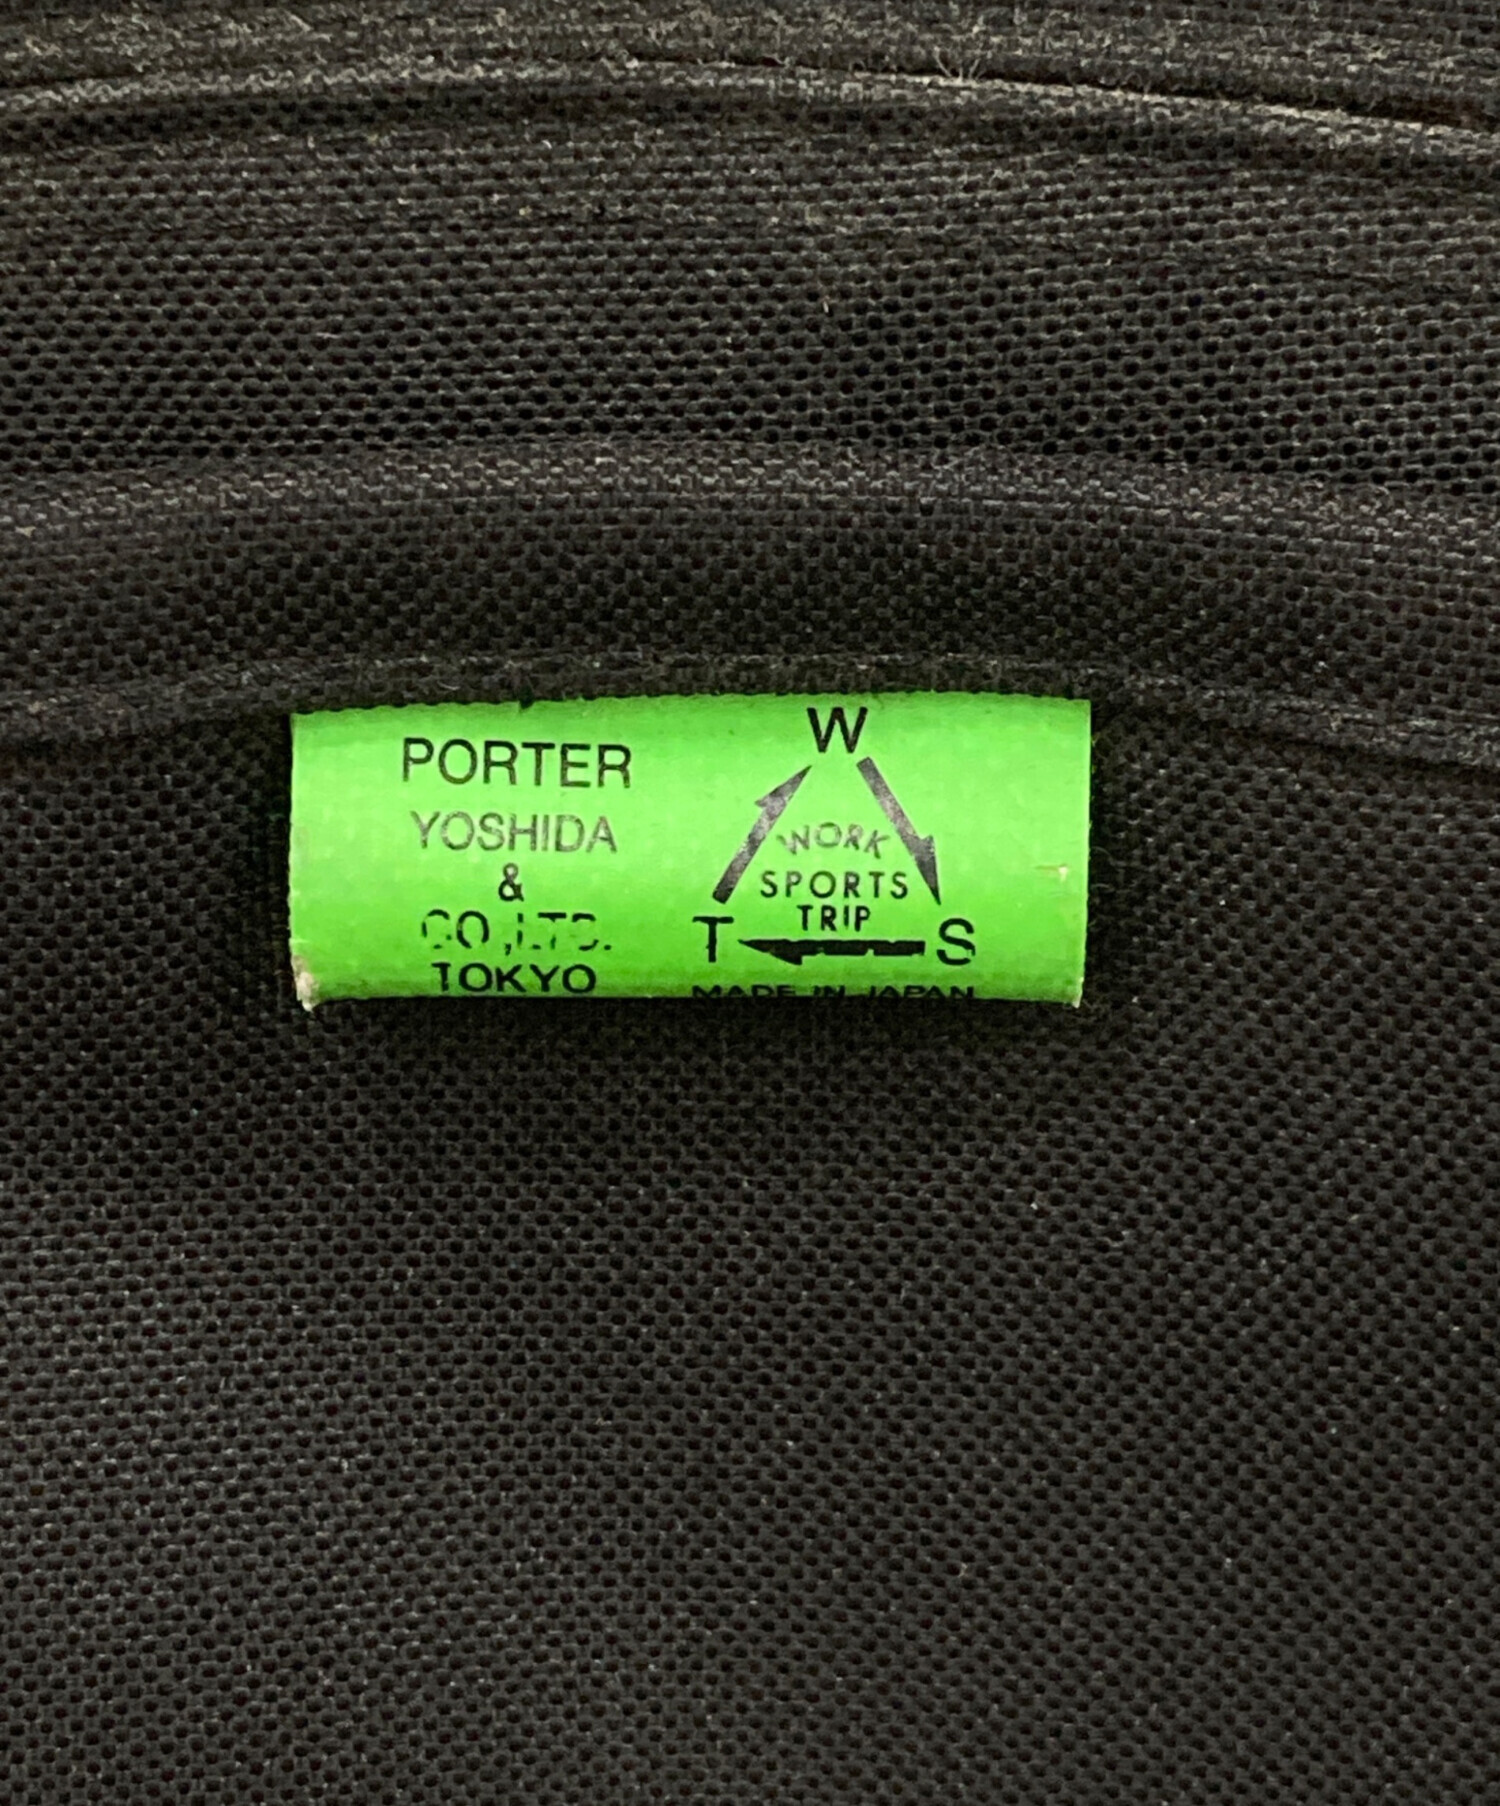 PORTER
YOSHIDA
&
CO.,LTD.
TOKYO
W
WORK
SPORTS
TRIP
T S
MADE IN JAPAN